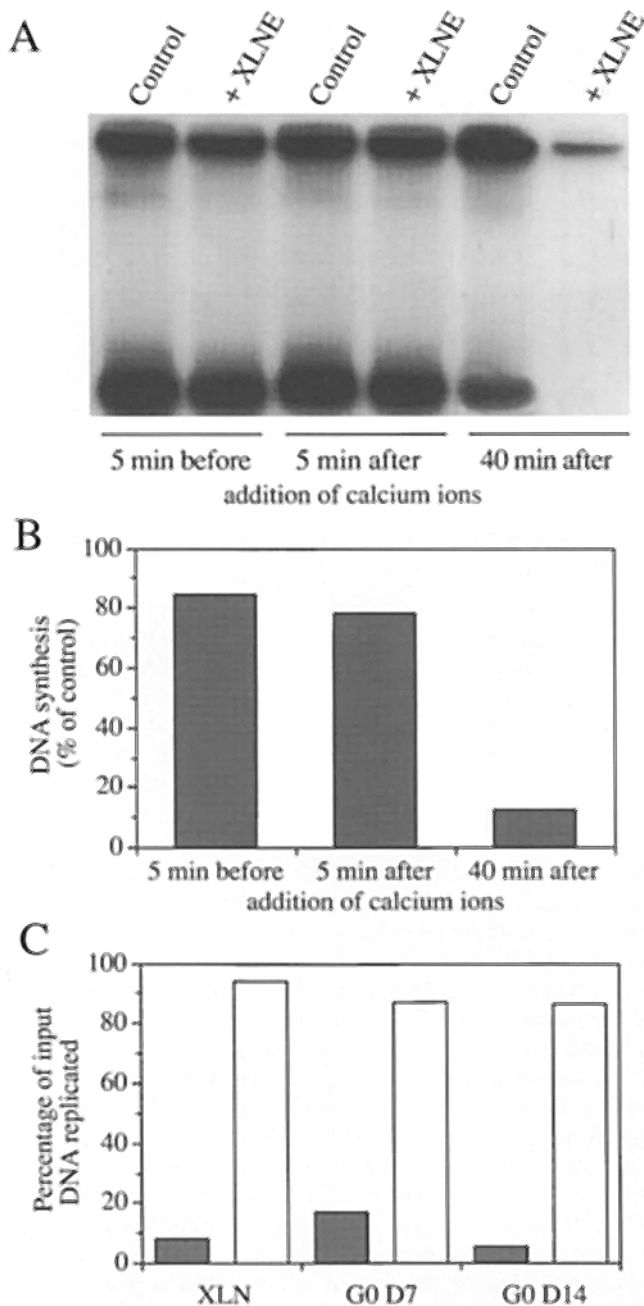 A
Control
+ XLNE
Control
+ XLNE
Control
+ XLNE
5 min before
5 min after
40 min after
addition of calcium ions
B
DNA synthesis
(% of control)
100
80
60
40
20
0
5 min before
5 min after
40 min after
addition of calcium ions
C
Percentage of input
DNA replicated
100
80
60
40
20
0
XLN
G0 D7
G0 D14